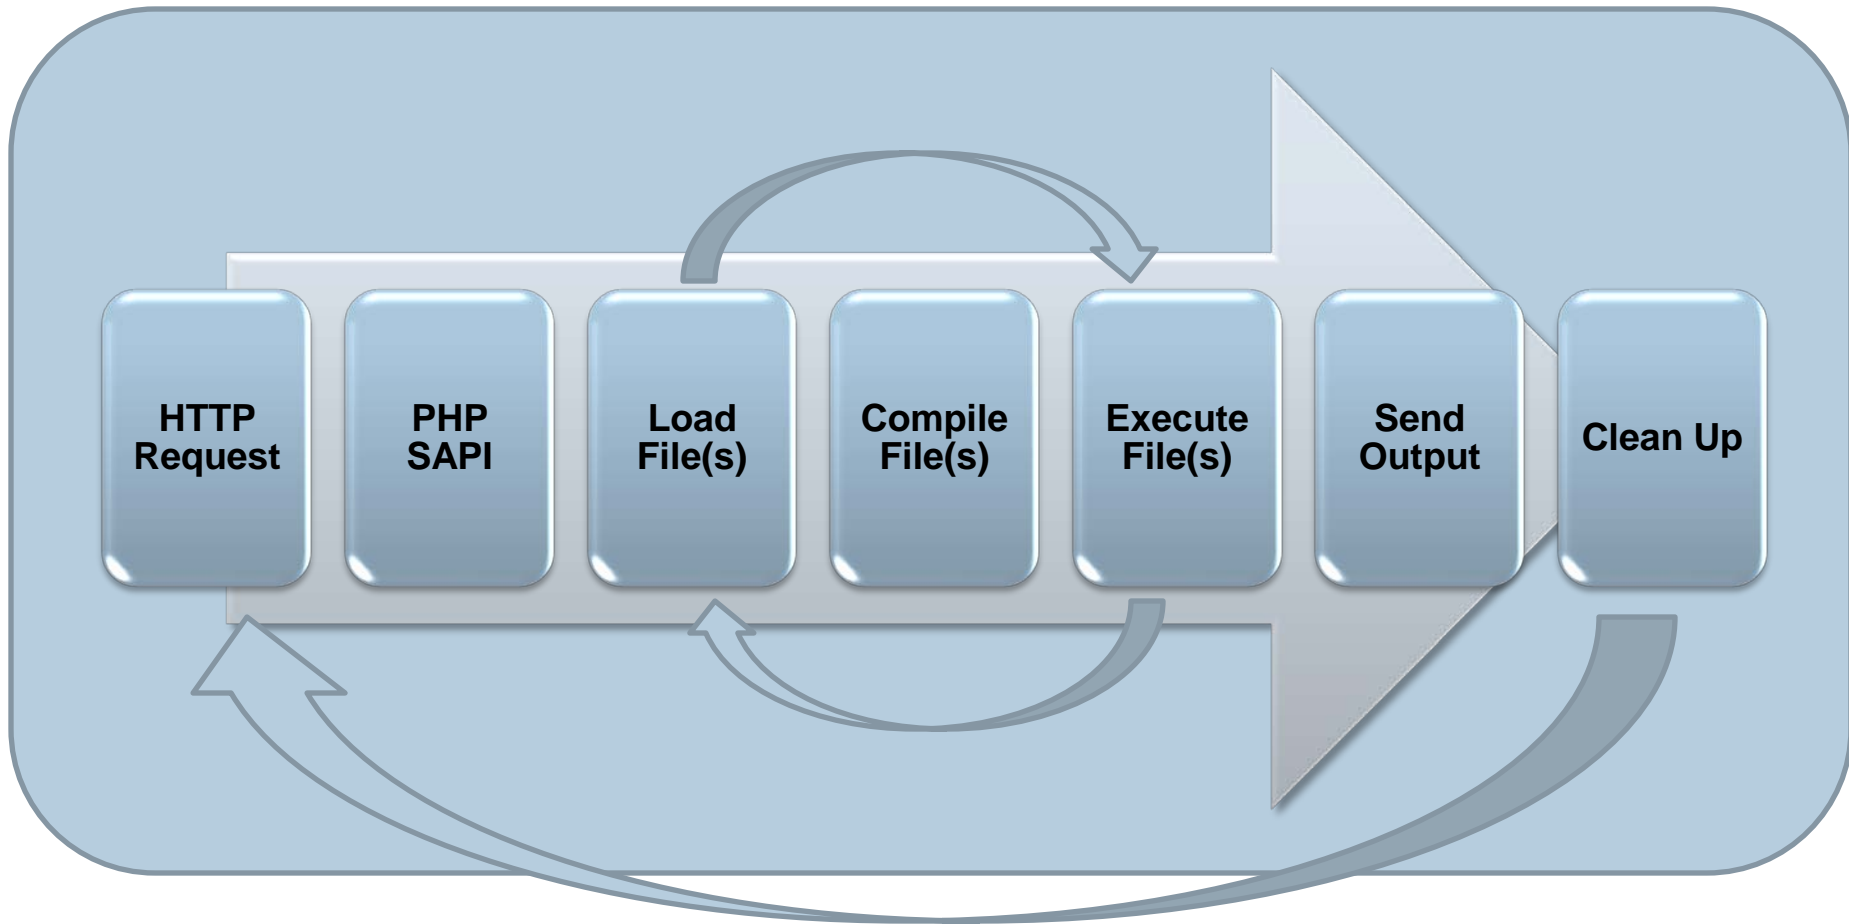 HTTP
Request
PHP
SAPI
Load
File(s)
Compile
File(s)
Execute
File(s)
Send
Output
Clean Up